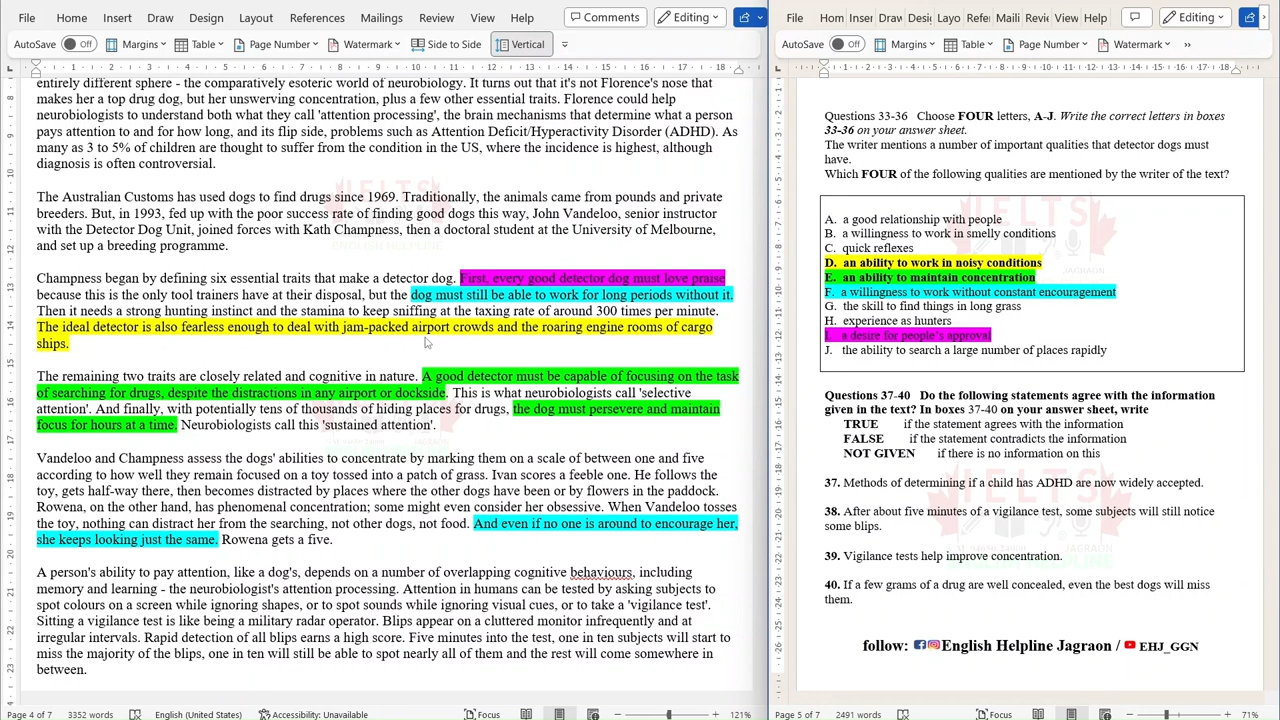 File Home Insert Draw Design Layout References Mailings Review View Help Comments Editing
AutoSave Off Margins Table Page Number Watermark Side to Side Vertical
entirely different sphere - the comparatively esoteric world of neurobiology. It turns out that it's not Florence's nose that
makes her a top drug dog, but her unswerving concentration, plus a few other essential traits. Florence could help
neurobiologists to understand both what they call 'attention processing', the brain mechanisms that determine what a person
pays attention to and for how long, and its flip side, problems such as Attention Deficit/Hyperactivity Disorder (ADHD). As
many as 3 to 5% of children are thought to suffer from the condition in the US, where the incidence is highest, although
diagnosis is often controversial.
The Australian Customs has used dogs to find drugs since 1969. Traditionally, the animals came from pounds and private
breeders. But, in 1993, fed up with the poor success rate of finding good dogs this way, John Vandeloo, senior instructor
with the Detector Dog Unit, joined forces with Kath Champness, then a doctoral student at the University of Melbourne,
and set up a breeding programme.
Champness began by defining six essential traits that make a detector dog. First, every good detector dog must love praise
because this is the only tool trainers have at their disposal, but the dog must still be able to work for long periods without it.
Then it needs a strong hunting instinct and the stamina to keep sniffing at the taxing rate of around 300 times per minute.
The ideal detector is also fearless enough to deal with jam-packed airport crowds and the roaring engine rooms of cargo
ships.
The remaining two traits are closely related and cognitive in nature. A good detector must be capable of focusing on the task
of searching for drugs, despite the distractions in any airport or dockside. This is what neurobiologists call 'selective
attention'. And finally, with potentially tens of thousands of hiding places for drugs, the dog must persevere and maintain
focus for hours at a time. Neurobiologists call this 'sustained attention'.
Vandeloo and Champness assess the dogs' abilities to concentrate by marking them on a scale of between one and five
according to how well they remain focused on a toy tossed into a patch of grass. Ivan scores a feeble one. He follows the
toy, gets half-way there, then becomes distracted by places where the other dogs have been or by flowers in the paddock.
Rowena, on the other hand, has phenomenal concentration; some might even consider her obsessive. When Vandeloo tosses
the toy, nothing can distract her from the searching, not other dogs, not food. And even if no one is around to encourage her,
she keeps looking just the same. Rowena gets a five.
A person's ability to pay attention, like a dog's, depends on a number of overlapping cognitive behaviours, including
memory and learning - the neurobiologist's attention processing. Attention in humans can be tested by asking subjects to
spot colours on a screen while ignoring shapes, or to spot sounds while ignoring visual cues, or to take a 'vigilance test'.
Sitting a vigilance test is like being a military radar operator. Blips appear on a cluttered monitor infrequently and at
irregular intervals. Rapid detection of all blips earns a high score. Five minutes into the test, one in ten subjects will start to
miss the majority of the blips, one in ten will still be able to spot nearly all of them and the rest will come somewhere in
between.
Page 4 of 7 3352 words English (United States) Accessibility: Unavailable Focus 121%
File Hom Inser Draw Desig Layo Refer Maili Revie View Help Editing
AutoSave Off Margins Table Page Number Watermark
Questions 33-36 Choose FOUR letters, A-J. Write the correct letters in boxes
33-36 on your answer sheet.
The writer mentions a number of important qualities that detector dogs must
have.
Which FOUR of the following qualities are mentioned by the writer of the text?
A. a good relationship with people
B. a willingness to work in smelly conditions
C. quick reflexes
D. an ability to work in noisy conditions
E. an ability to maintain concentration
F. a willingness to work without constant encouragement
G. the skill to find things in long grass
H. experience as hunters
I. a desire for people's approval
J. the ability to search a large number of places rapidly
Questions 37-40 Do the following statements agree with the information
given in the text? In boxes 37-40 on your answer sheet, write
TRUE if the statement agrees with the information
FALSE if the statement contradicts the information
NOT GIVEN if there is no information on this
37. Methods of determining if a child has ADHD are now widely accepted.
38. After about five minutes of a vigilance test, some subjects will still notice
some blips.
39. Vigilance tests help improve concentration.
40. If a few grams of a drug are well concealed, even the best dogs will miss
them.
follow: English Helpline Jagraon / EHJ_GGN
Page 5 of 7 2491 words Focus 71%